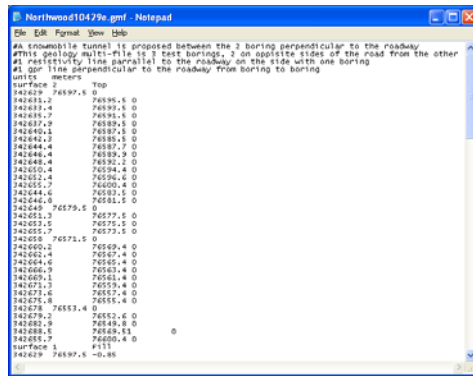 Northwood10429e.gmf - Notepad
File Edit Format View Help
#A snowmobile tunnel is proposed between the 2 boring perpendicular to the roadway
#This geology multi-file is 3 test borings, 2 on oppisite sides of the road from the other
#1 resistivity line parrallel to the roadway on the side with one boring
#1 gpr line perpendicular to the roadway from boring to boring
units meters
surface 2 Top
342629 76597.5 0
342631.2 76595.5 0
342633.4 76593.5 0
342635.7 76591.5 0
342637.9 76589.5 0
342640.1 76587.5 0
342642.3 76585.5 0
342644.4 76587.7 0
342646.4 76589.9 0
342648.4 76592.2 0
342650.4 76594.4 0
342652.4 76596.6 0
342655.7 76600.4 0
342644.6 76583.5 0
342646.8 76581.5 0
342649 76579.5 0
342651.3 76577.5 0
342653.5 76575.5 0
342655.7 76573.5 0
342658 76571.5 0
342660.2 76569.4 0
342662.4 76567.4 0
342664.6 76565.4 0
342666.9 76563.4 0
342669.1 76561.4 0
342671.3 76559.4 0
342673.6 76557.4 0
342675.8 76555.4 0
342678 76553.4 0
342679.2 76552.6 0
342682.9 76549.8 0
342688.5 76569.51 0
342655.7 76600.4 0
surface 1 Fill
342629 76597.5 -0.85